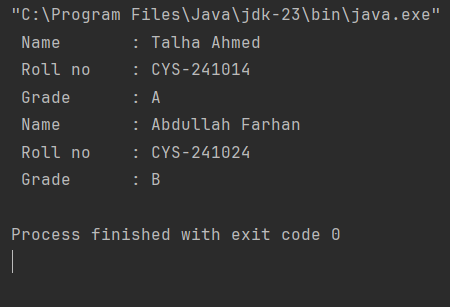 "C:\Program Files\Java\jdk-23\bin\java.exe"
Name       : Talha Ahmed
Roll no    : CYS-241014
Grade      : A
Name       : Abdullah Farhan
Roll no    : CYS-241024
Grade      : B
Process finished with exit code 0